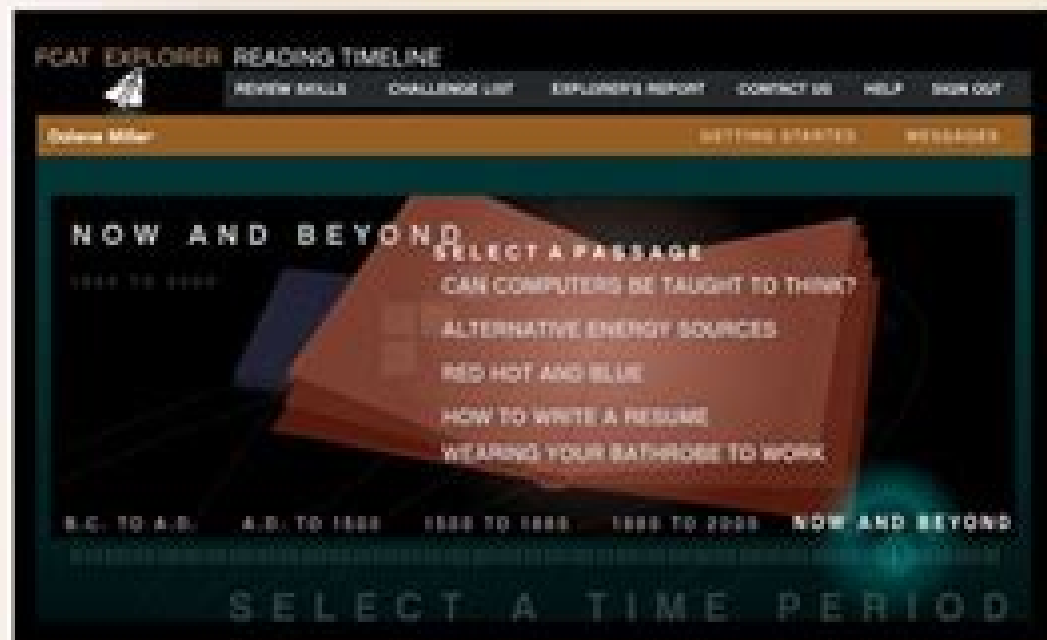 FCAT EXPLORER READING TIMELINE
REVIEW SKILLS CHALLENGE LIST EXPLORER'S REPORT CONTACT US HELP SIGN OUT
Miller
GETTING STARTED MESSAGES
NOW AND BEYOND
SELECT A PASSAGE
CAN COMPUTERS BE TAUGHT TO THINK?
ALTERNATIVE ENERGY SOURCES
RED HOT AND BLUE
HOW TO WRITE A RESUME
WEARING YOUR BATHROBE TO WORK
B.C. TO A.D. A.D. TO 1500 1500 TO TO NOW AND BEYOND
SELECT A TIME PERIOD